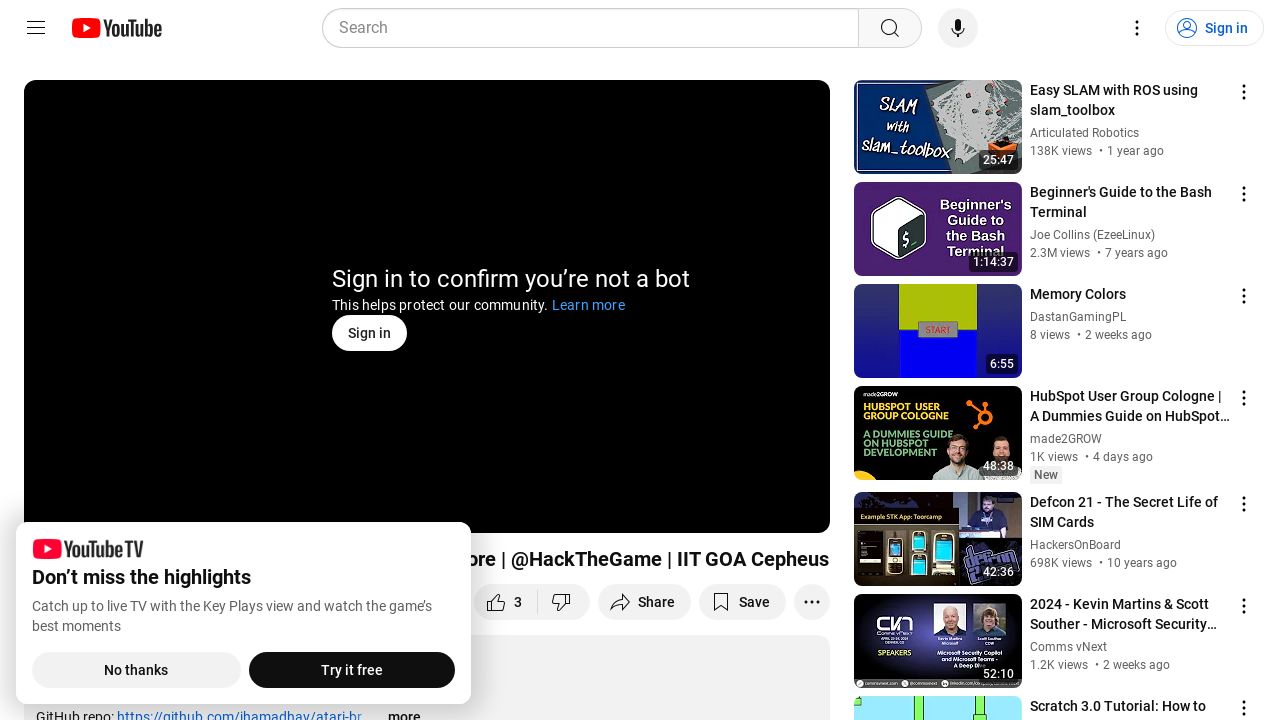 YouTube
Search
Sign in
Sign in to confirm you’re not a bot
This helps protect our community. Learn more
Sign in
ore | @HackTheGame | IIT GOA Cepheus
3
Share
Save
YouTube TV
Don’t miss the highlights
Catch up to live TV with the Key Plays view and watch the game’s
best moments
No thanks
Try it free
GitHub repo: https://github.com/jhamadhav/atari-br
...more
SLAM
with
slam_toolbox
25:47
Easy SLAM with ROS using
slam_toolbox
Articulated Robotics
138K views • 1 year ago
Beginner's
Guide to
the Bash
Terminal
1:14:37
Beginner's Guide to the Bash
Terminal
Joe Collins (EzeeLinux)
2.3M views • 7 years ago
START
6:55
Memory Colors
DastanGamingPL
8 views • 2 weeks ago
made2GROW
HUBSPOT USER
GROUP COLOGNE
A DUMMIES GUIDE
ON HUBSPOT
DEVELOPMENT
48:38
HubSpot User Group Cologne |
A Dummies Guide on HubSpot…
made2GROW
1K views • 4 days ago
New
Example STK App: Toorcamp
42:36
Defcon 21 - The Secret Life of
SIM Cards
HackersOnBoard
698K views • 10 years ago
CVN
Comms vNext
SPEAKERS
Kevin Martins
Microsoft
Scott Souther
Microsoft Security Copilot
and Microsoft Teams -
A Deep Dive
52:10
2024 - Kevin Martins & Scott
Souther - Microsoft Security…
Comms vNext
1.2K views • 2 weeks ago
Scratch 3.0 Tutorial: How to